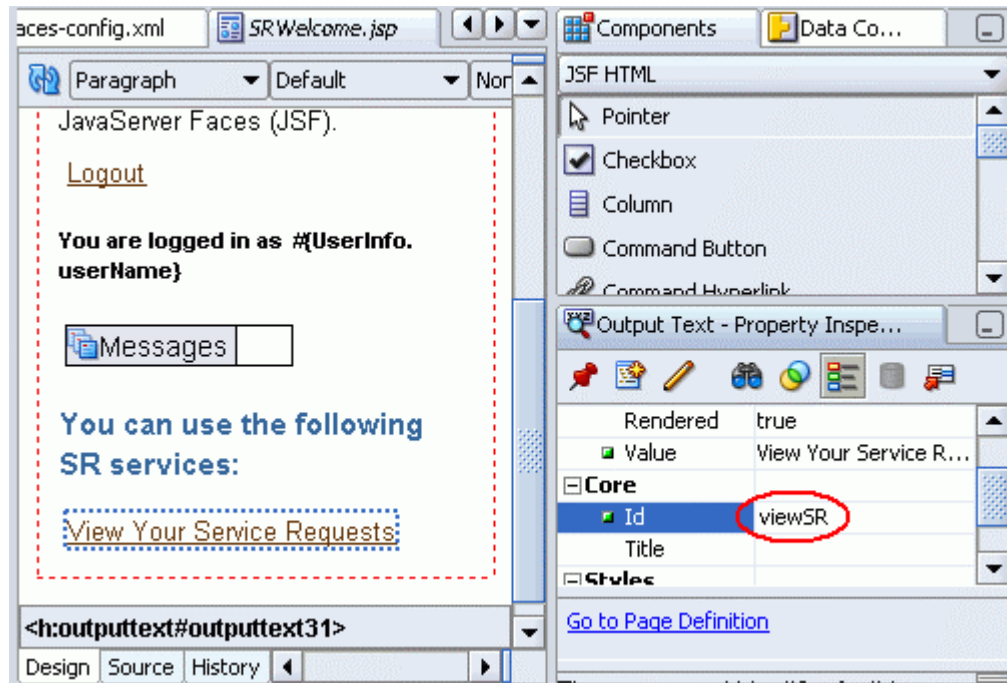 aces-config.xml
SRWelcome.jsp
Components
Data Co...
Paragraph
Default
Nor
JSF HTML
JavaServer Faces (JSF).
Logout
You are logged in as #{UserInfo.
userName}
Messages
You can use the following
SR services:
View Your Service Requests
<h:outputtext#outputtext31>
Design
Source
History
Pointer
Checkbox
Column
Command Button
Command Hyperlink
Output Text - Property Inspe...
Rendered
true
Value
View Your Service R...
Core
Id
viewSR
Title
Styles
Go to Page Definition